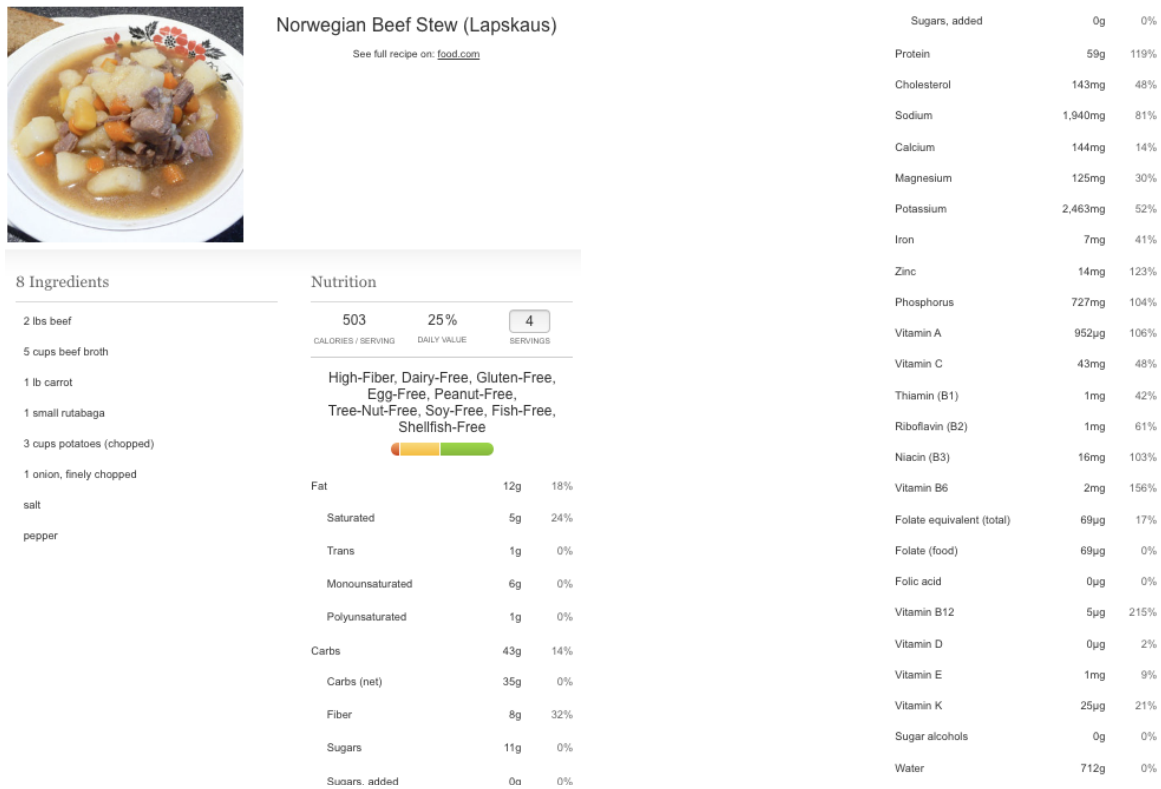 Norwegian Beef Stew (Lapskaus)
See full recipe on: food.com
8 Ingredients
2 lbs beef
5 cups beef broth
1 lb carrot
1 small rutabaga
3 cups potatoes (chopped)
1 onion, finely chopped
salt
pepper
Nutrition
503 25% 4
CALORIES / SERVING DAILY VALUE SERVINGS
High-Fiber, Dairy-Free, Gluten-Free,
Egg-Free, Peanut-Free,
Tree-Nut-Free, Soy-Free, Fish-Free,
Shellfish-Free
Fat 12g 18%
Saturated 5g 24%
Trans 1g 0%
Monounsaturated 6g 0%
Polyunsaturated 1g 0%
Carbs 43g 14%
Carbs (net) 35g 0%
Fiber 8g 32%
Sugars 11g 0%
Sugars, added 0g 0%
Sugars, added 0g 0%
Protein 59g 119%
Cholesterol 143mg 48%
Sodium 1,940mg 81%
Calcium 144mg 14%
Magnesium 125mg 30%
Potassium 2,463mg 52%
Iron 7mg 41%
Zinc 14mg 123%
Phosphorus 727mg 104%
Vitamin A 952µg 106%
Vitamin C 43mg 48%
Thiamin (B1) 1mg 42%
Riboflavin (B2) 1mg 61%
Niacin (B3) 16mg 103%
Vitamin B6 2mg 156%
Folate equivalent (total) 69µg 17%
Folate (food) 69µg 0%
Folic acid 0µg 0%
Vitamin B12 5µg 215%
Vitamin D 0µg 2%
Vitamin E 1mg 9%
Vitamin K 25µg 21%
Sugar alcohols 0g 0%
Water 712g 0%